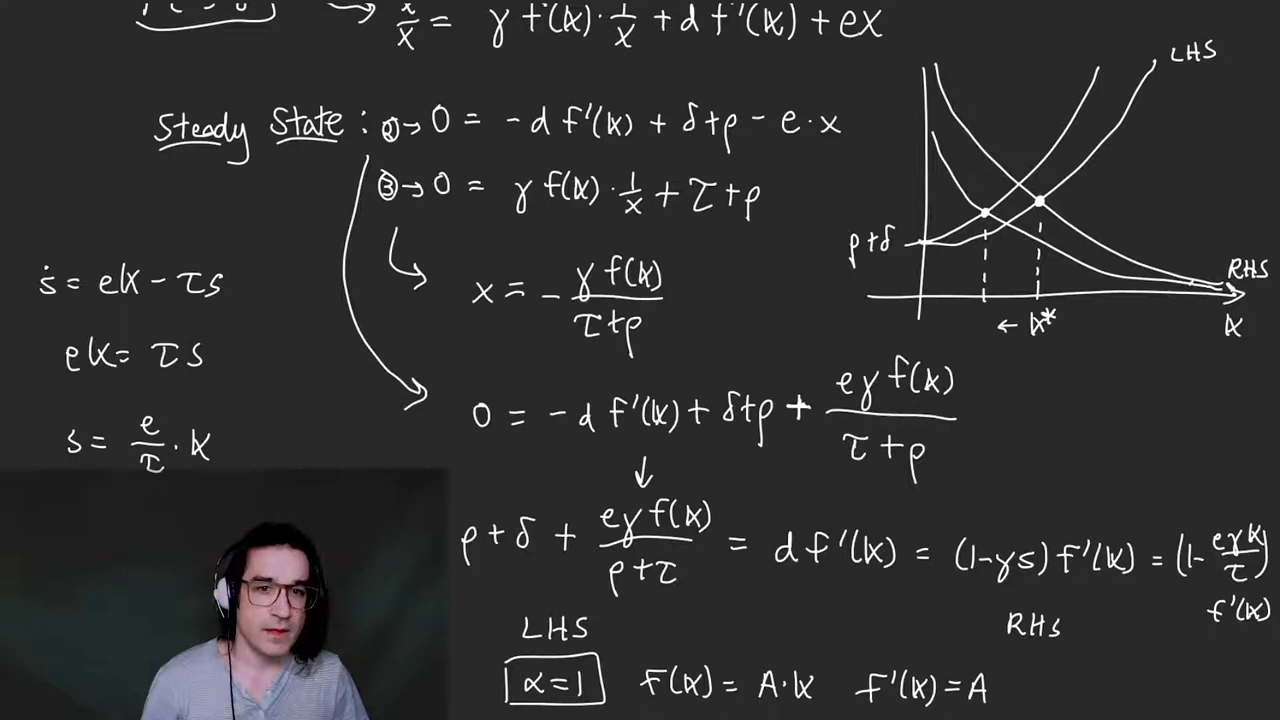 ẋ/x = γ f(k) · 1/x + d f'(k) + ex
Steady State : ②→ 0 = -d f'(k) + δ+ρ - e·x
③→ 0 = γ f(k) · 1/x + τ+ρ
x = - γ f(k) / τ+ρ
0 = -d f'(k) + δ+ρ + eγ f(k) / τ+ρ
ρ+δ + eγ f(k) / ρ+τ = d f'(k) = (1-γs) f'(k) = (1- eγk / τ) f'(k)
LHS
RHS
α=1 F(k) = A·k f'(k) = A
ṡ = ek - τs
ek = τs
s = e/τ · k
LHS
ρ+δ
RHS
← k*
k